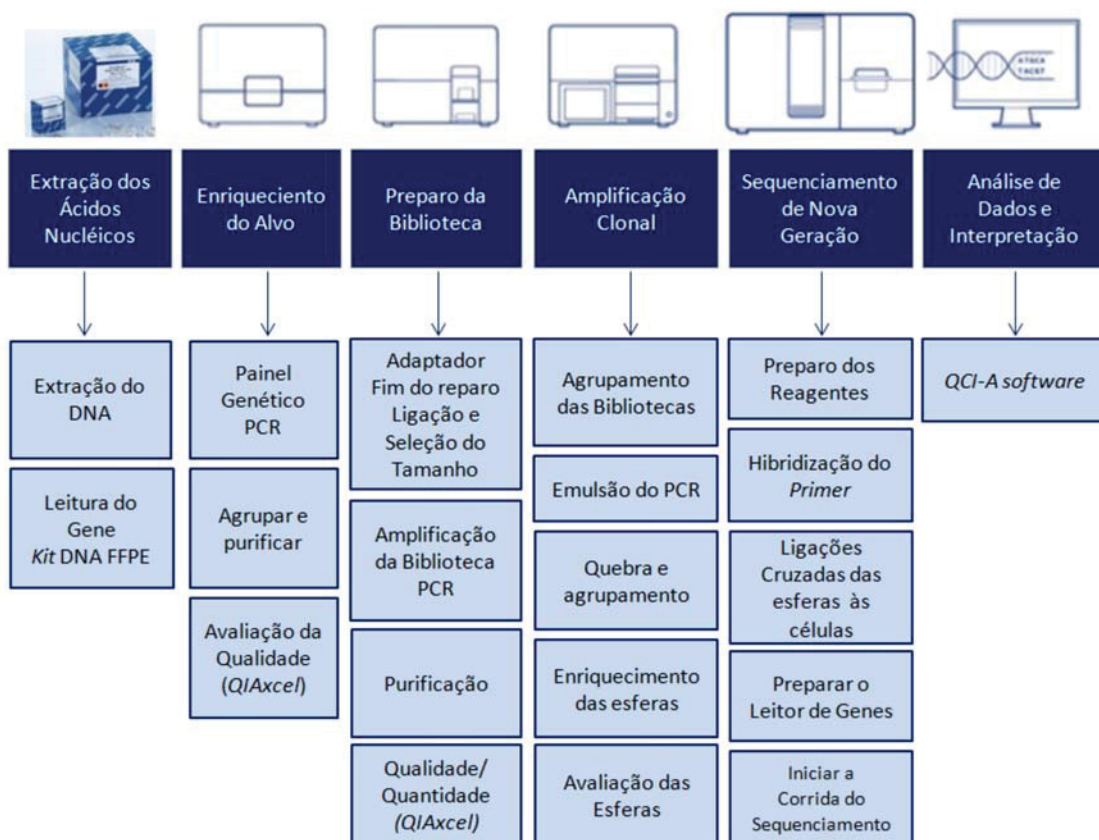 ATGCA
TACGT
Extração dos
Ácidos
Nucléicos
Enriqueciento
do Alvo
Preparo da
Biblioteca
Amplificação
Clonal
Sequenciamento
de Nova
Geração
Análise de
Dados e
Interpretação
Extração do
DNA
Leitura do
Gene
Kit DNA FFPE
Painel
Genético
PCR
Agrupar e
purificar
Avaliação da
Qualidade
(QIAxcel)
Adaptador
Fim do reparo
Ligação e
Seleção do
Tamanho
Amplificação
da Biblioteca
PCR
Purificação
Qualidade/
Quantidade
(QIAxcel)
Agrupamento
das Bibliotecas
Emulsão do PCR
Quebra e
agrupamento
Enriquecimento
das esferas
Avaliação das
Esferas
Preparo dos
Reagentes
Hibridização do
Primer
Ligações
Cruzadas das
esferas às
células
Preparar o
Leitor de Genes
Iniciar a
Corrida do
Sequenciamento
QCI-A software